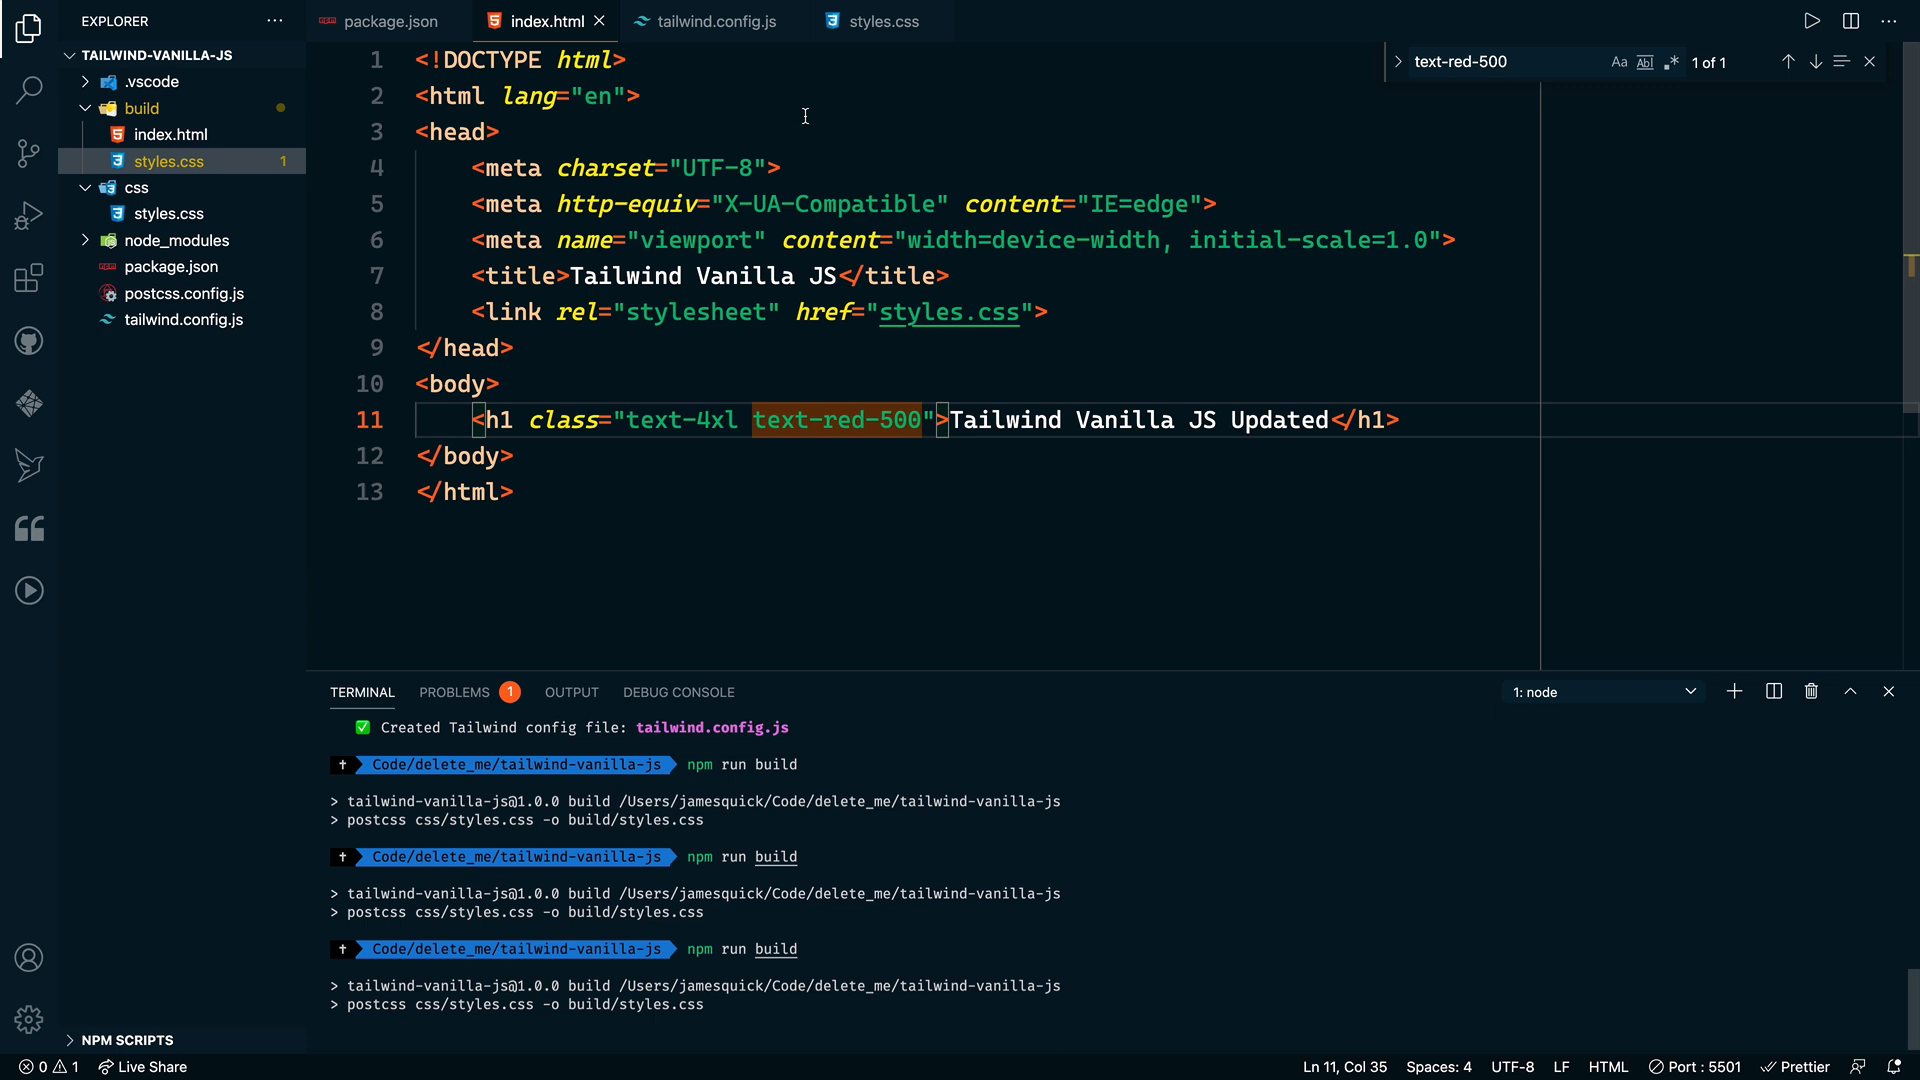 EXPLORER
TAILWIND-VANILLA-JS
.vscode
build
index.html
styles.css 1
css
styles.css
node_modules
package.json
postcss.config.js
tailwind.config.js
NPM SCRIPTS
package.json
index.html
tailwind.config.js
styles.css
text-red-500 Aa Abl .* 1 of 1
1 <!DOCTYPE html>
2 <html lang="en">
3 <head>
4 <meta charset="UTF-8">
5 <meta http-equiv="X-UA-Compatible" content="IE=edge">
6 <meta name="viewport" content="width=device-width, initial-scale=1.0">
7 <title>Tailwind Vanilla JS</title>
8 <link rel="stylesheet" href="styles.css">
9 </head>
10 <body>
11 <h1 class="text-4xl text-red-500">Tailwind Vanilla JS Updated</h1>
12 </body>
13 </html>
TERMINAL PROBLEMS 1 OUTPUT DEBUG CONSOLE 1: node
✅ Created Tailwind config file: tailwind.config.js
Code/delete_me/tailwind-vanilla-js npm run build
> tailwind-vanilla-js@1.0.0 build /Users/jamesquick/Code/delete_me/tailwind-vanilla-js
> postcss css/styles.css -o build/styles.css
Code/delete_me/tailwind-vanilla-js npm run build
> tailwind-vanilla-js@1.0.0 build /Users/jamesquick/Code/delete_me/tailwind-vanilla-js
> postcss css/styles.css -o build/styles.css
Code/delete_me/tailwind-vanilla-js npm run build
> tailwind-vanilla-js@1.0.0 build /Users/jamesquick/Code/delete_me/tailwind-vanilla-js
> postcss css/styles.css -o build/styles.css
0 1 Live Share Ln 11, Col 35 Spaces: 4 UTF-8 LF HTML Port : 5501 Prettier